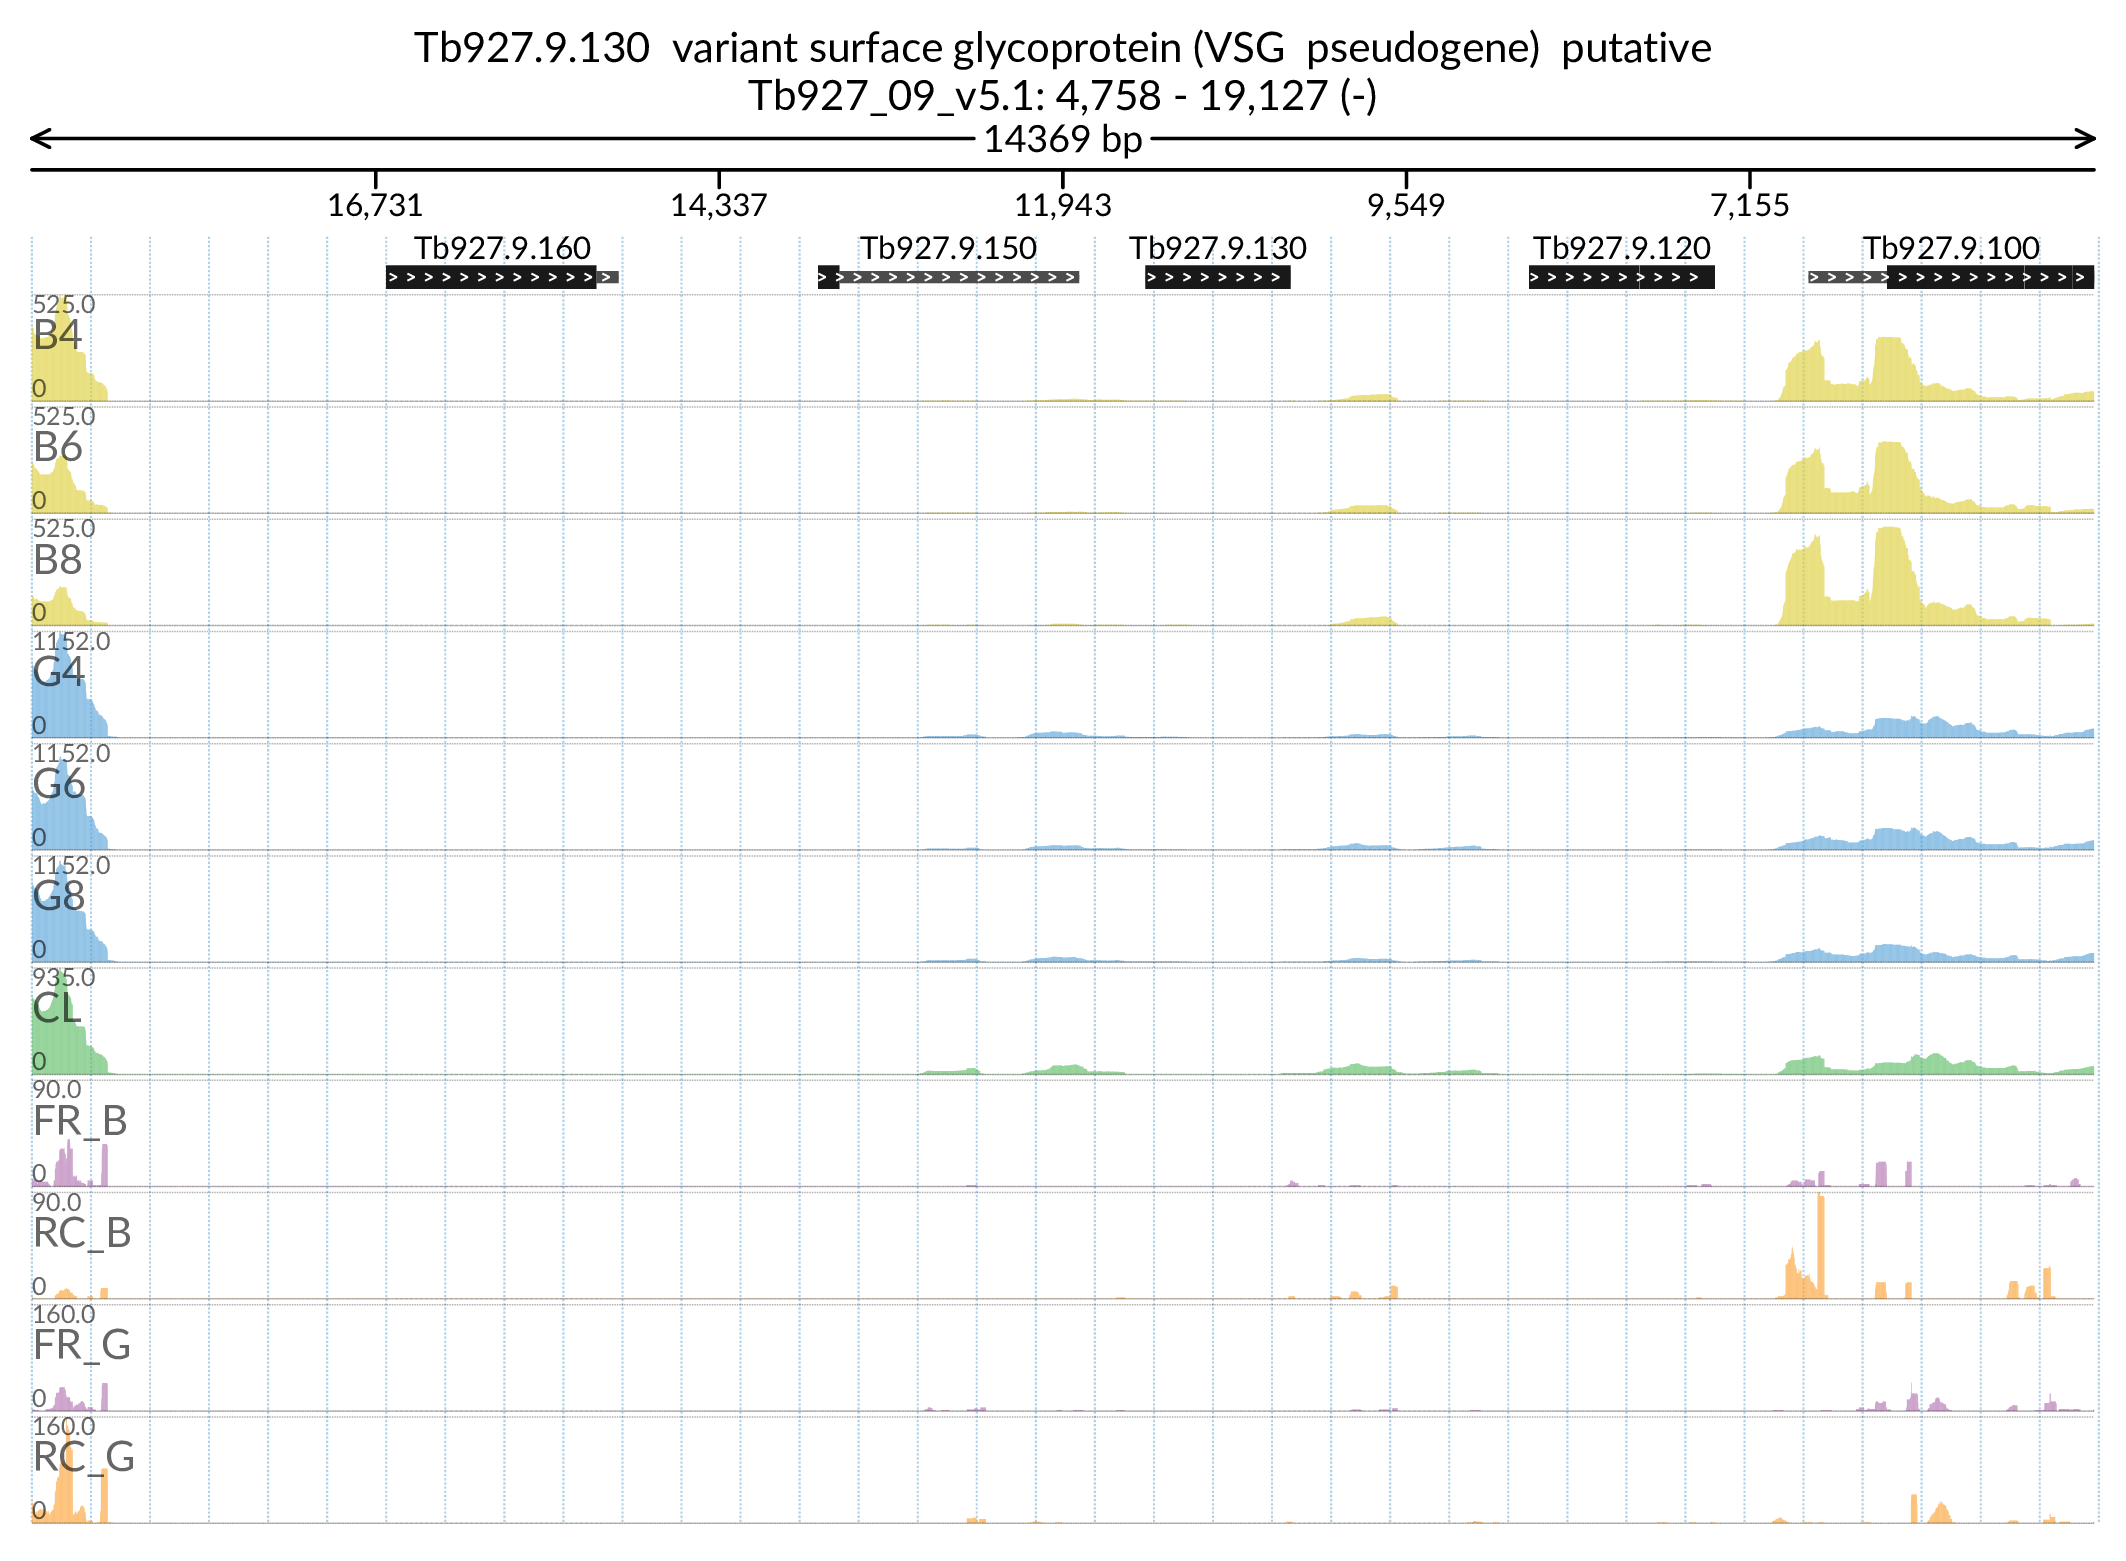 Tb927.9.130 variant surface glycoprotein (VSG pseudogene) putative
Tb927_09_v5.1: 4,758 - 19,127 (-)
14369 bp
16,731 14,337 11,943 9,549 7,155
Tb927.9.160 Tb927.9.150 Tb927.9.130 Tb927.9.120 Tb927.9.100
525.0
B4
0
525.0
B6
0
525.0
B8
0
1152.0
G4
0
1152.0
G6
0
1152.0
G8
0
935.0
CL
0
90.0
FR_B
0
90.0
RC_B
0
160.0
FR_G
0
160.0
RC_G
0